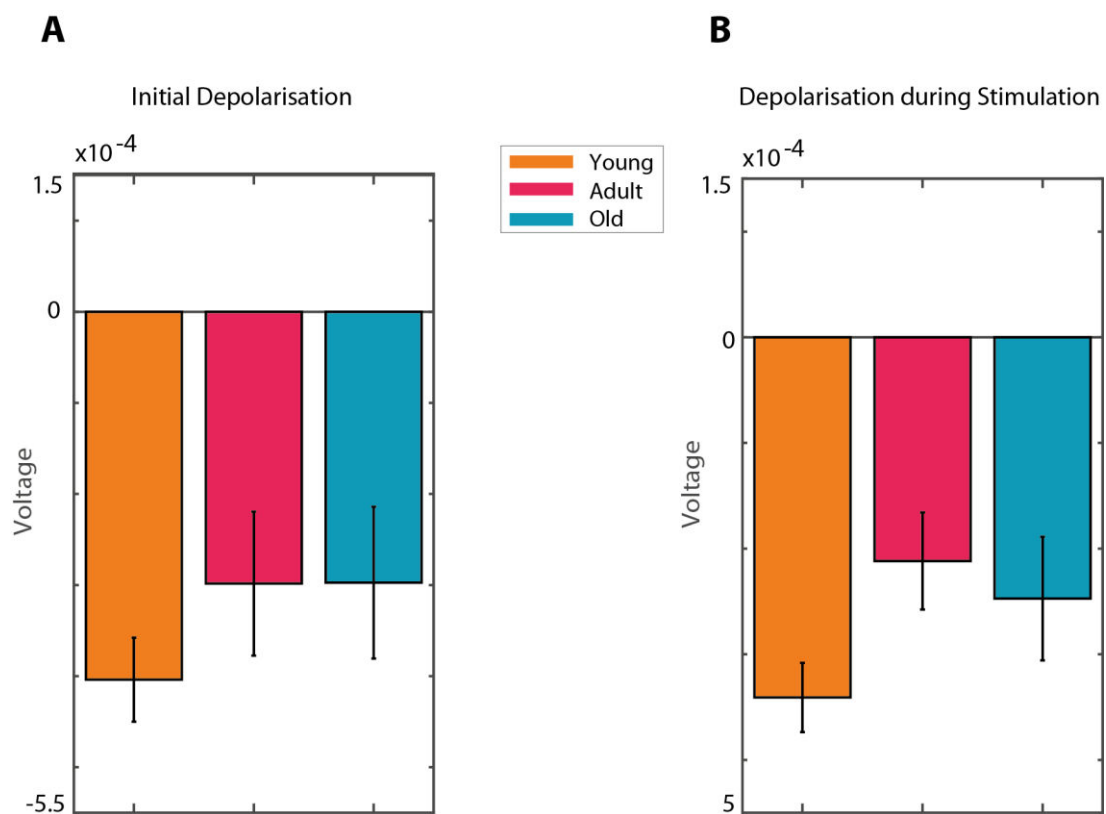 A
B
Initial Depolarisation
Depolarisation during Stimulation
x10-4
x10-4
1.5
1.5
Young
Adult
Old
0
0
Voltage
Voltage
-5.5
5